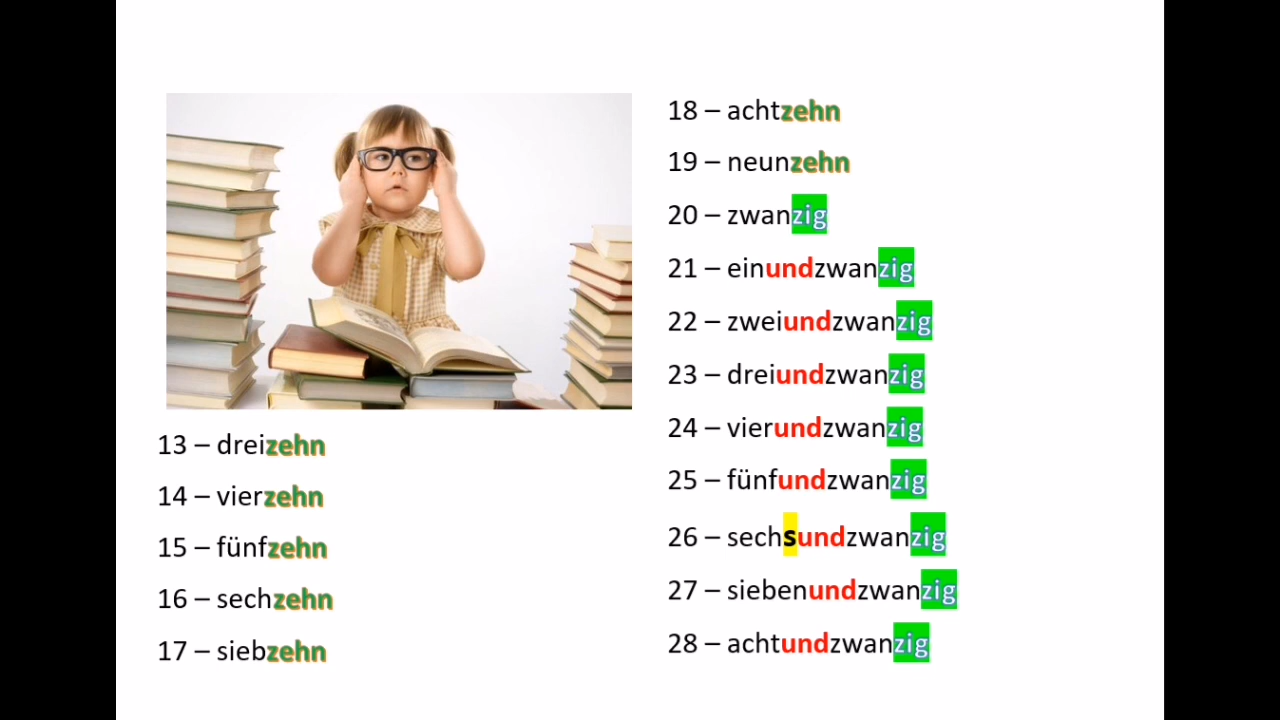 13 – dreizehn
14 – vierzehn
15 – fünfzehn
16 – sechzehn
17 – siebzehn
18 – achtzehn
19 – neunzehn
20 – zwanzig
21 – einundzwanzig
22 – zweiundzwanzig
23 – dreiundzwanzig
24 – vierundzwanzig
25 – fünfundzwanzig
26 – sechsundzwanzig
27 – siebenundzwanzig
28 – achtundzwanzig